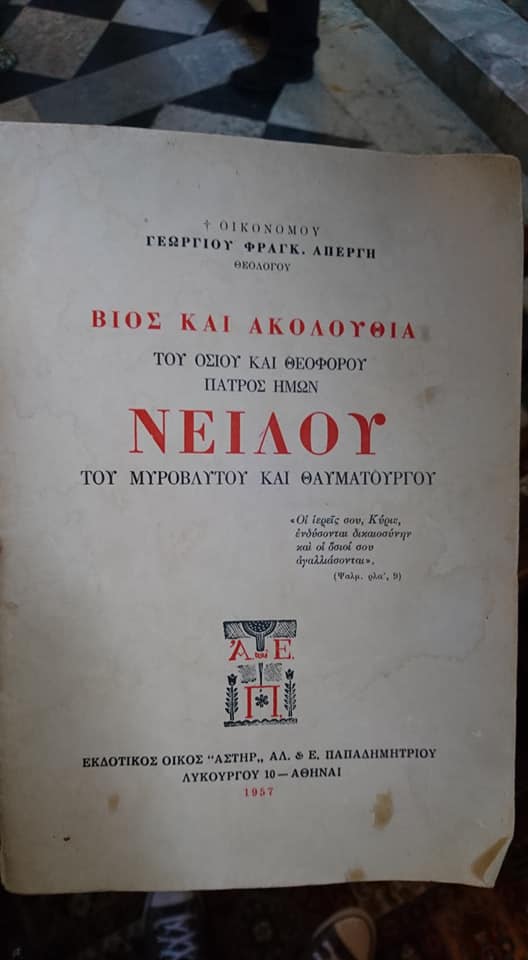 † ΟΙΚΟΝΟΜΟΥ
ΓΕΩΡΓΙΟΥ ΦΡΑΓΚ. ΑΠΕΡΓΗ
ΘΕΟΛΟΓΟΥ
ΒΙΟΣ ΚΑΙ ΑΚΟΛΟΥΘΙΑ
ΤΟΥ ΟΣΙΟΥ ΚΑΙ ΘΕΟΦΟΡΟΥ
ΠΑΤΡΟΣ ΗΜΩΝ
ΝΕΙΛΟΥ
ΤΟΥ ΜΥΡΟΒΛΥΤΟΥ ΚΑΙ ΘΑΥΜΑΤΟΥΡΓΟΥ
«Οἱ ἱερεῖς σου, Κύριε,
ἐνδύσονται δικαιοσύνην
καὶ οἱ ὅσιοί σου
ἀγαλλιάσονται».
(Ψαλμ. ρλα', 9)
Ἀ. Ε.
Π.
ΕΚΔΟΤΙΚΟΣ ΟΙΚΟΣ "ΑΣΤΗΡ,, ΑΛ. & Ε. ΠΑΠΑΔΗΜΗΤΡΙΟΥ
ΛΥΚΟΥΡΓΟΥ 10 — ΑΘΗΝΑΙ
1957